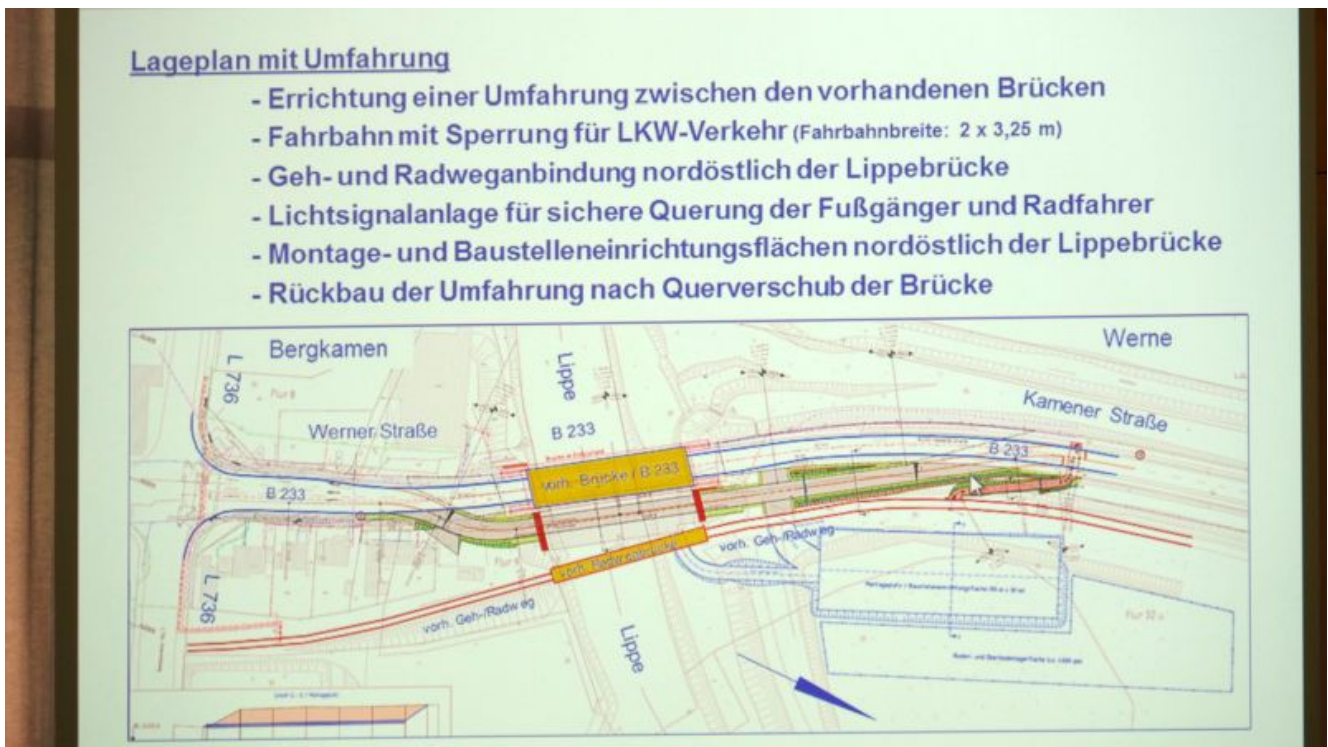 Lageplan mit Umfahrung
- Errichtung einer Umfahrung zwischen den vorhandenen Brücken
- Fahrbahn mit Sperrung für LKW-Verkehr (Fahrbahnbreite: 2 x 3,25 m)
- Geh- und Radweganbindung nordöstlich der Lippebrücke
- Lichtsignalanlage für sichere Querung der Fußgänger und Radfahrer
- Montage- und Baustelleneinrichtungsflächen nordöstlich der Lippebrücke
- Rückbau der Umfahrung nach Querverschub der Brücke
Bergkamen
Werne
L 736
Lippe
Kamener Straße
Werner Straße
B 233
B 233
vorh. Brücke / B 233
B 233
vorh. Geh-/Radweg
L 736
vorh. Geh-/Radweg
Lippe